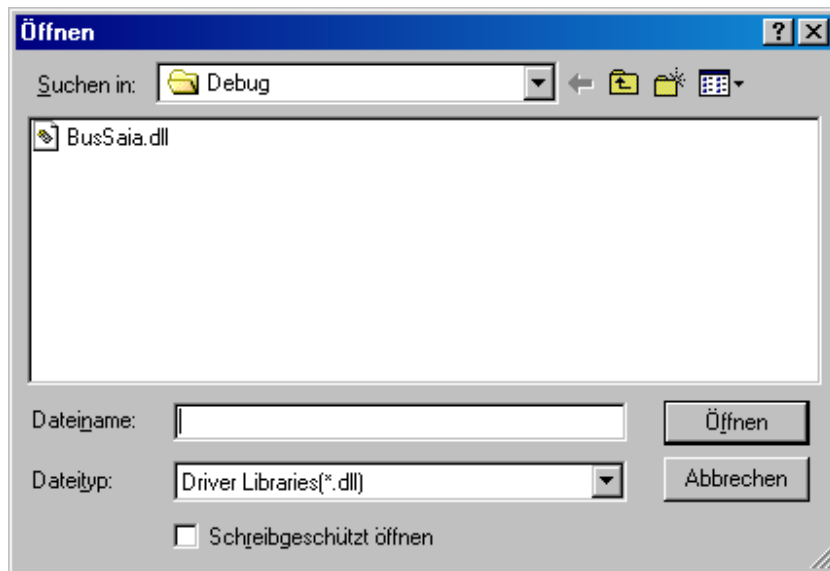 Öffnen
Suchen in: Debug
BusSaia.dll
Dateiname: Öffnen
Dateityp: Driver Libraries(*.dll) Abbrechen
Schreibgeschützt öffnen